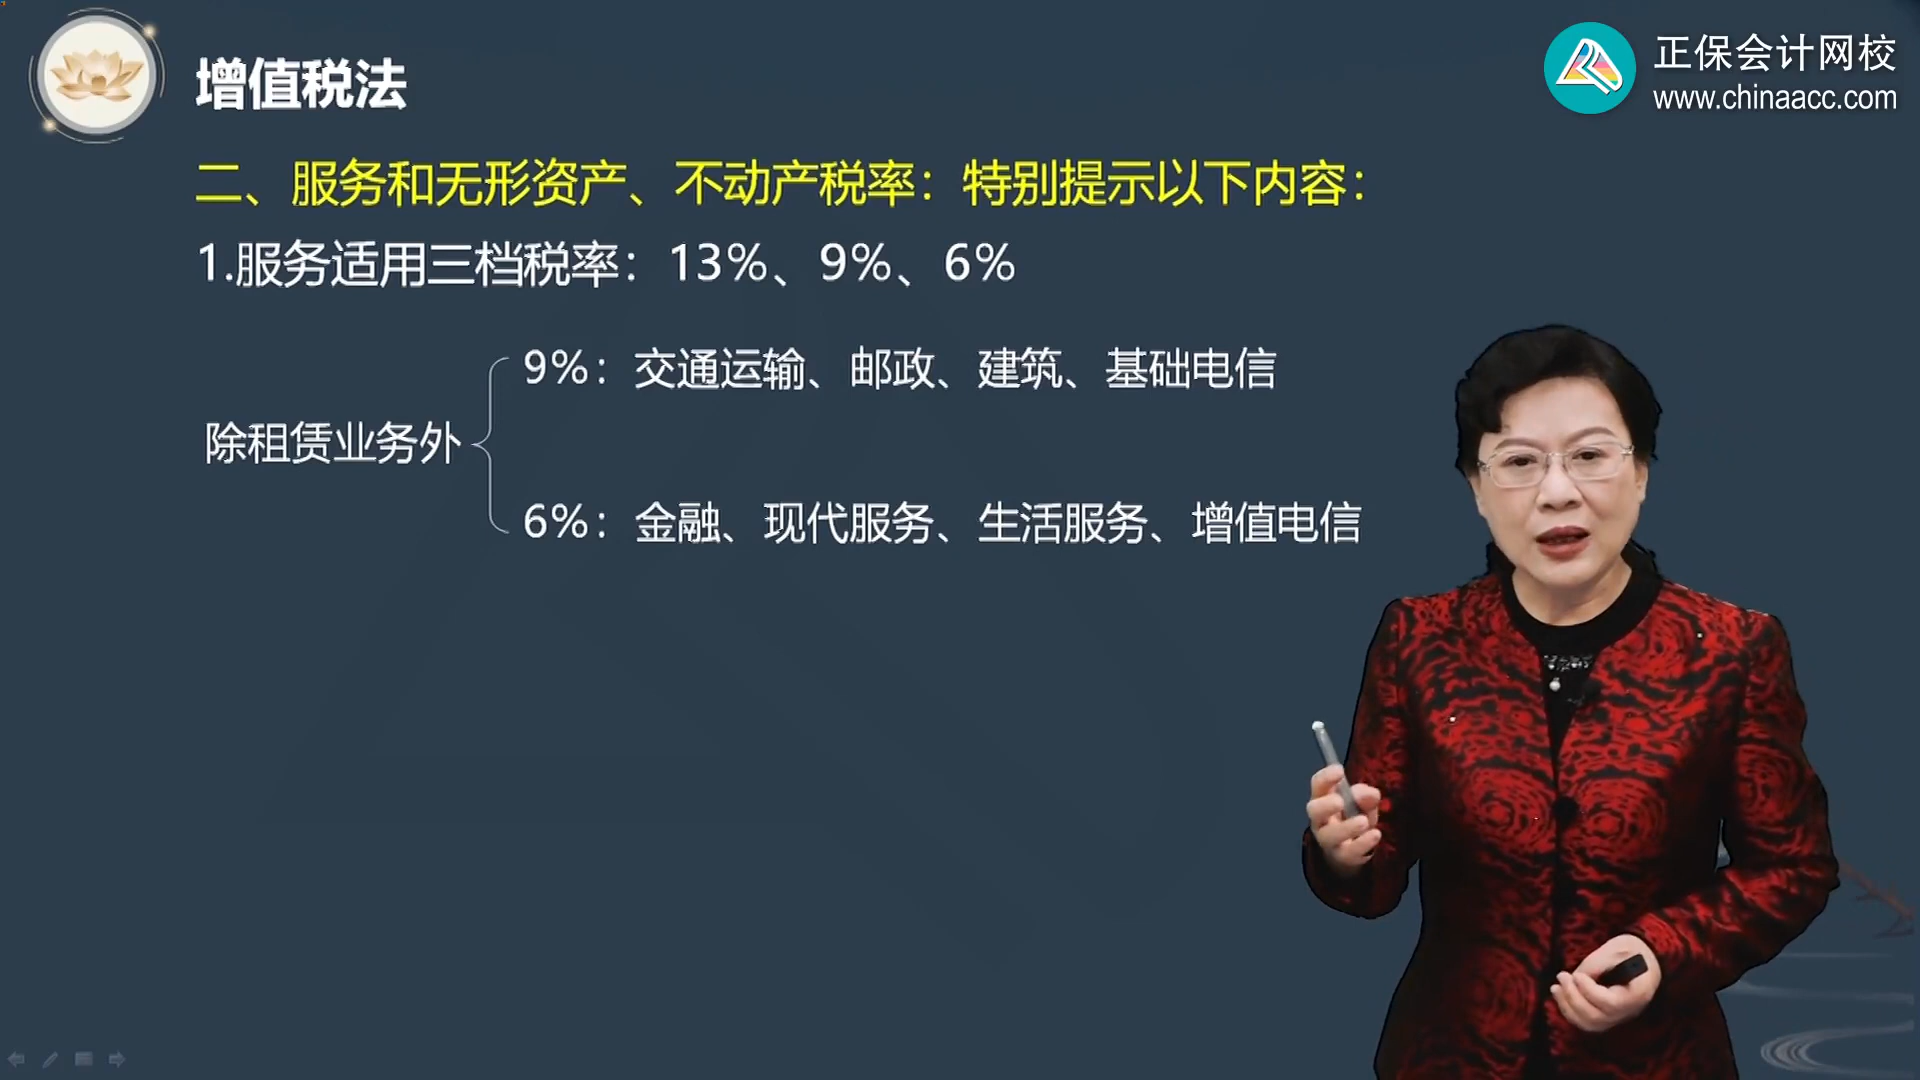 增值税法
正保会计网校
www.chinaacc.com
二、服务和无形资产、不动产税率：特别提示以下内容：
1.服务适用三档税率：13%、9%、6%
9%：交通运输、邮政、建筑、基础电信
除租赁业务外
6%：金融、现代服务、生活服务、增值电信